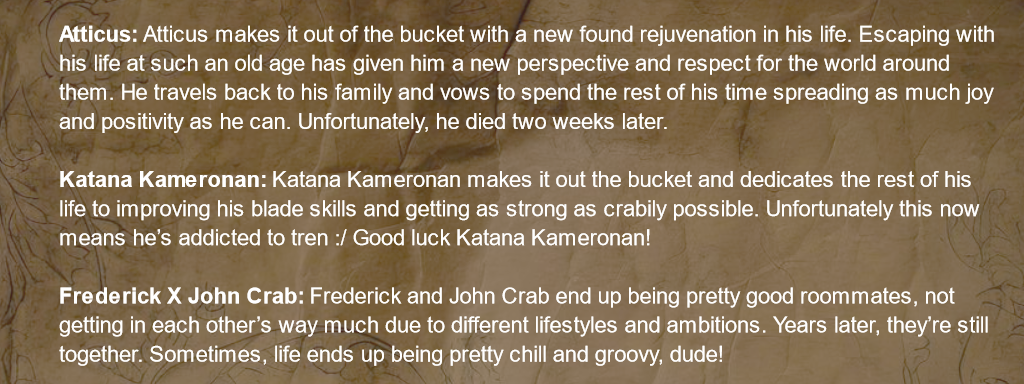 Atticus: Atticus makes it out of the bucket with a new found rejuvenation in his life. Escaping with
his life at such an old age has given him a new perspective and respect for the world around
them. He travels back to his family and vows to spend the rest of his time spreading as much joy
and positivity as he can. Unfortunately, he died two weeks later.
Katana Kameronan: Katana Kameronan makes it out the bucket and dedicates the rest of his
life to improving his blade skills and getting as strong as crabily possible. Unfortunately this now
means he’s addicted to tren :/ Good luck Katana Kameronan!
Frederick X John Crab: Frederick and John Crab end up being pretty good roommates, not
getting in each other’s way much due to different lifestyles and ambitions. Years later, they’re still
together. Sometimes, life ends up being pretty chill and groovy, dude!